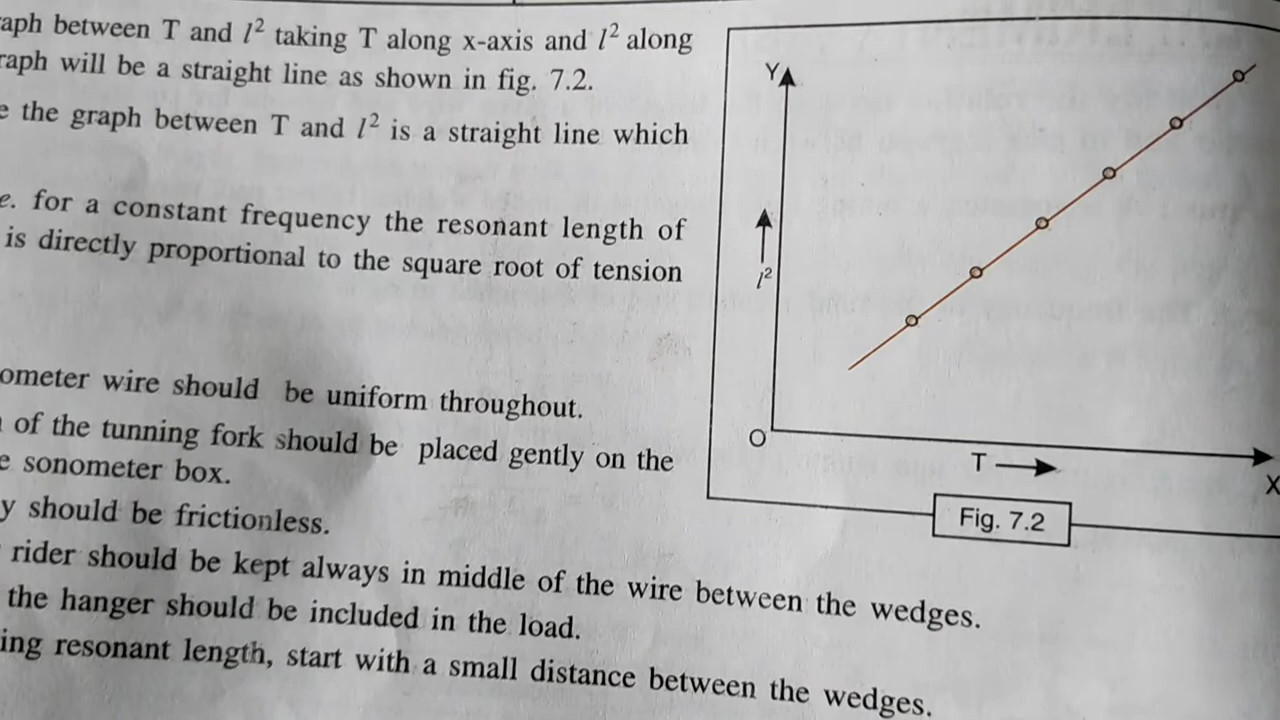 aph between T and l² taking T along x-axis and l² along
raph will be a straight line as shown in fig. 7.2.
e the graph between T and l² is a straight line which
e. for a constant frequency the resonant length of
is directly proportional to the square root of tension
ometer wire should be uniform throughout.
of the tunning fork should be placed gently on the
e sonometer box.
y should be frictionless.
rider should be kept always in middle of the wire between the wedges.
the hanger should be included in the load.
ing resonant length, start with a small distance between the wedges.
Y
l²
O
T
X
Fig. 7.2